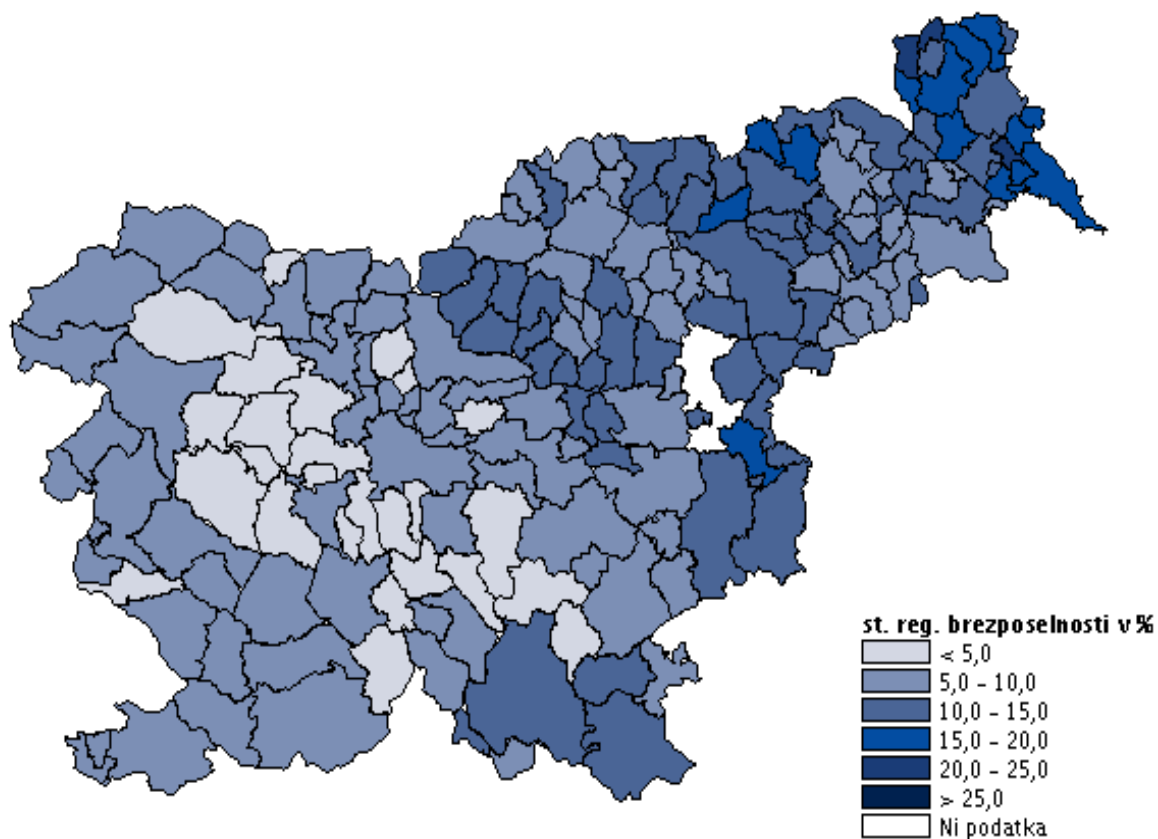 st. reg. brezposelnosti v %
< 5,0
5,0 - 10,0
10,0 - 15,0
15,0 - 20,0
20,0 - 25,0
> 25,0
Ni podatka